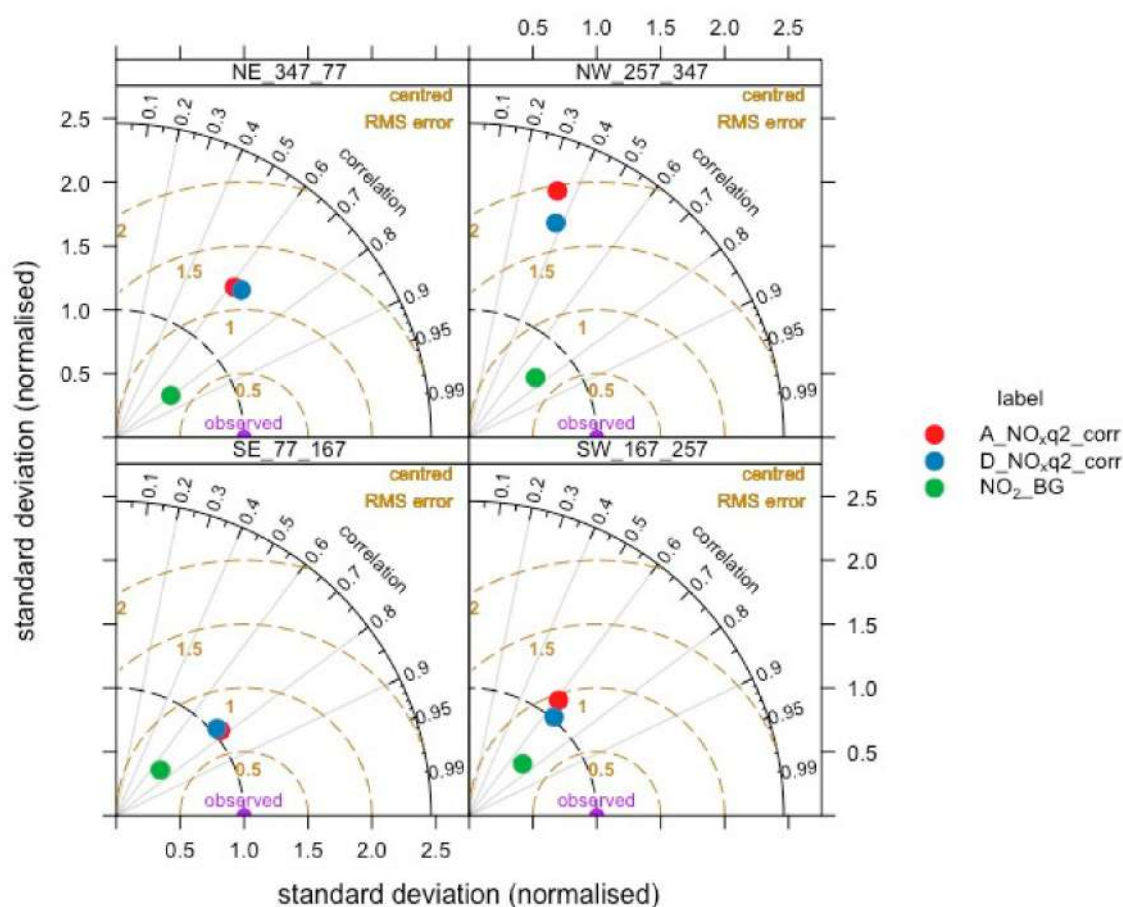 0.5 1.0 1.5 2.0 2.5
NE_347_77
NW_257_347
centred
RMS error
0.1 0.2 0.3 0.4 0.5 0.6 0.7 0.8 0.9 0.95 0.99
correlation
2 1.5 1 0.5
observed
centred
RMS error
0.1 0.2 0.3 0.4 0.5 0.6 0.7 0.8 0.9 0.95 0.99
correlation
2 1.5 1 0.5
observed
2.5
2.0
1.5
1.0
0.5
SE_77_167
SW_167_257
centred
RMS error
0.1 0.2 0.3 0.4 0.5 0.6 0.7 0.8 0.9 0.95 0.99
correlation
2 1.5 1 0.5
observed
centred
RMS error
0.1 0.2 0.3 0.4 0.5 0.6 0.7 0.8 0.9 0.95 0.99
correlation
2 1.5 1 0.5
observed
2.5
2.0
1.5
1.0
0.5
0.5 1.0 1.5 2.0 2.5
standard deviation (normalised)
standard deviation (normalised)
label
A_NOₓq2_corr
D_NOₓq2_corr
NO₂_BG